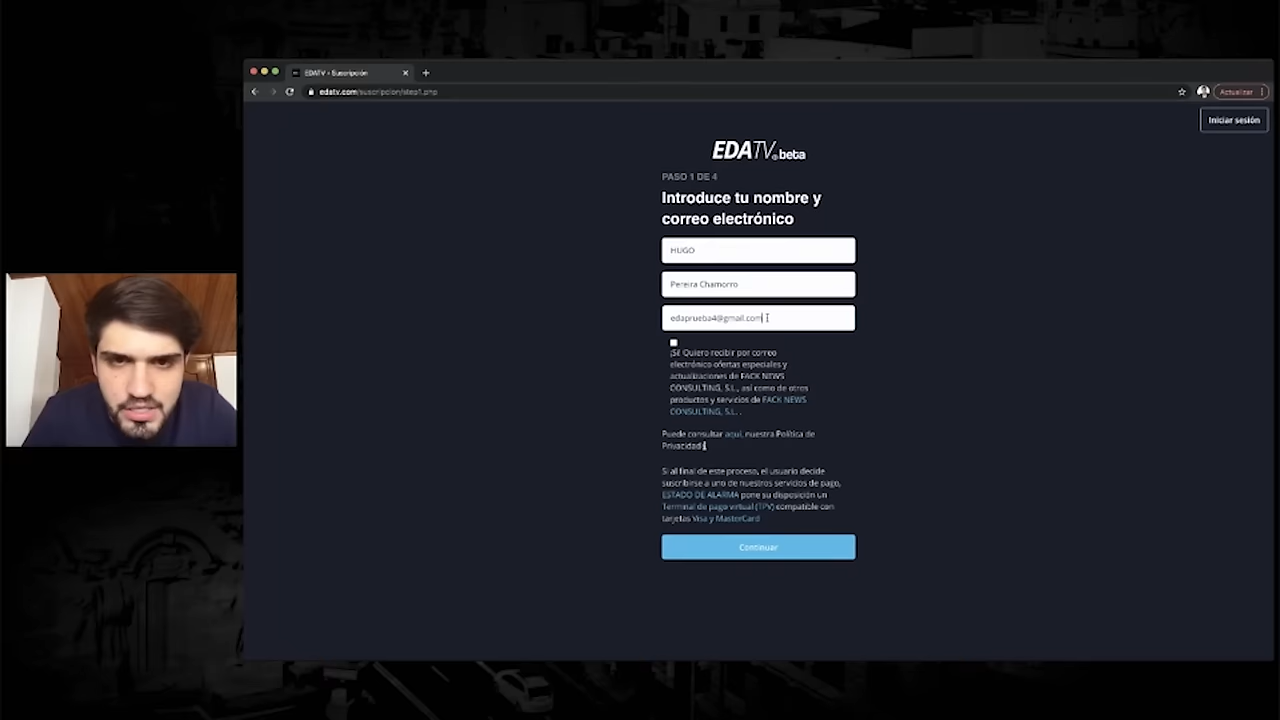 EDATV - Suscripción
edatv.com/suscripcion/step1.php
Actualizar
Iniciar sesión
EDATV beta
PASO 1 DE 4
Introduce tu nombre y
correo electrónico
HUGO
Pereira Chamorro
edaprueba4@gmail.com
¡Sí! Quiero recibir por correo
electrónico ofertas especiales y
actualizaciones de FACK NEWS
CONSULTING, S.L., así como de otros
productos y servicios de FACK NEWS
CONSULTING, S.L. .
Puede consultar aquí, nuestra Política de
Privacidad
Si al final de este proceso, el usuario decide
suscribirse a uno de nuestros servicios de pago,
ESTADO DE ALARMA pone su disposición un
Terminal de pago virtual (TPV) compatible con
tarjetas Visa y MasterCard
Continuar